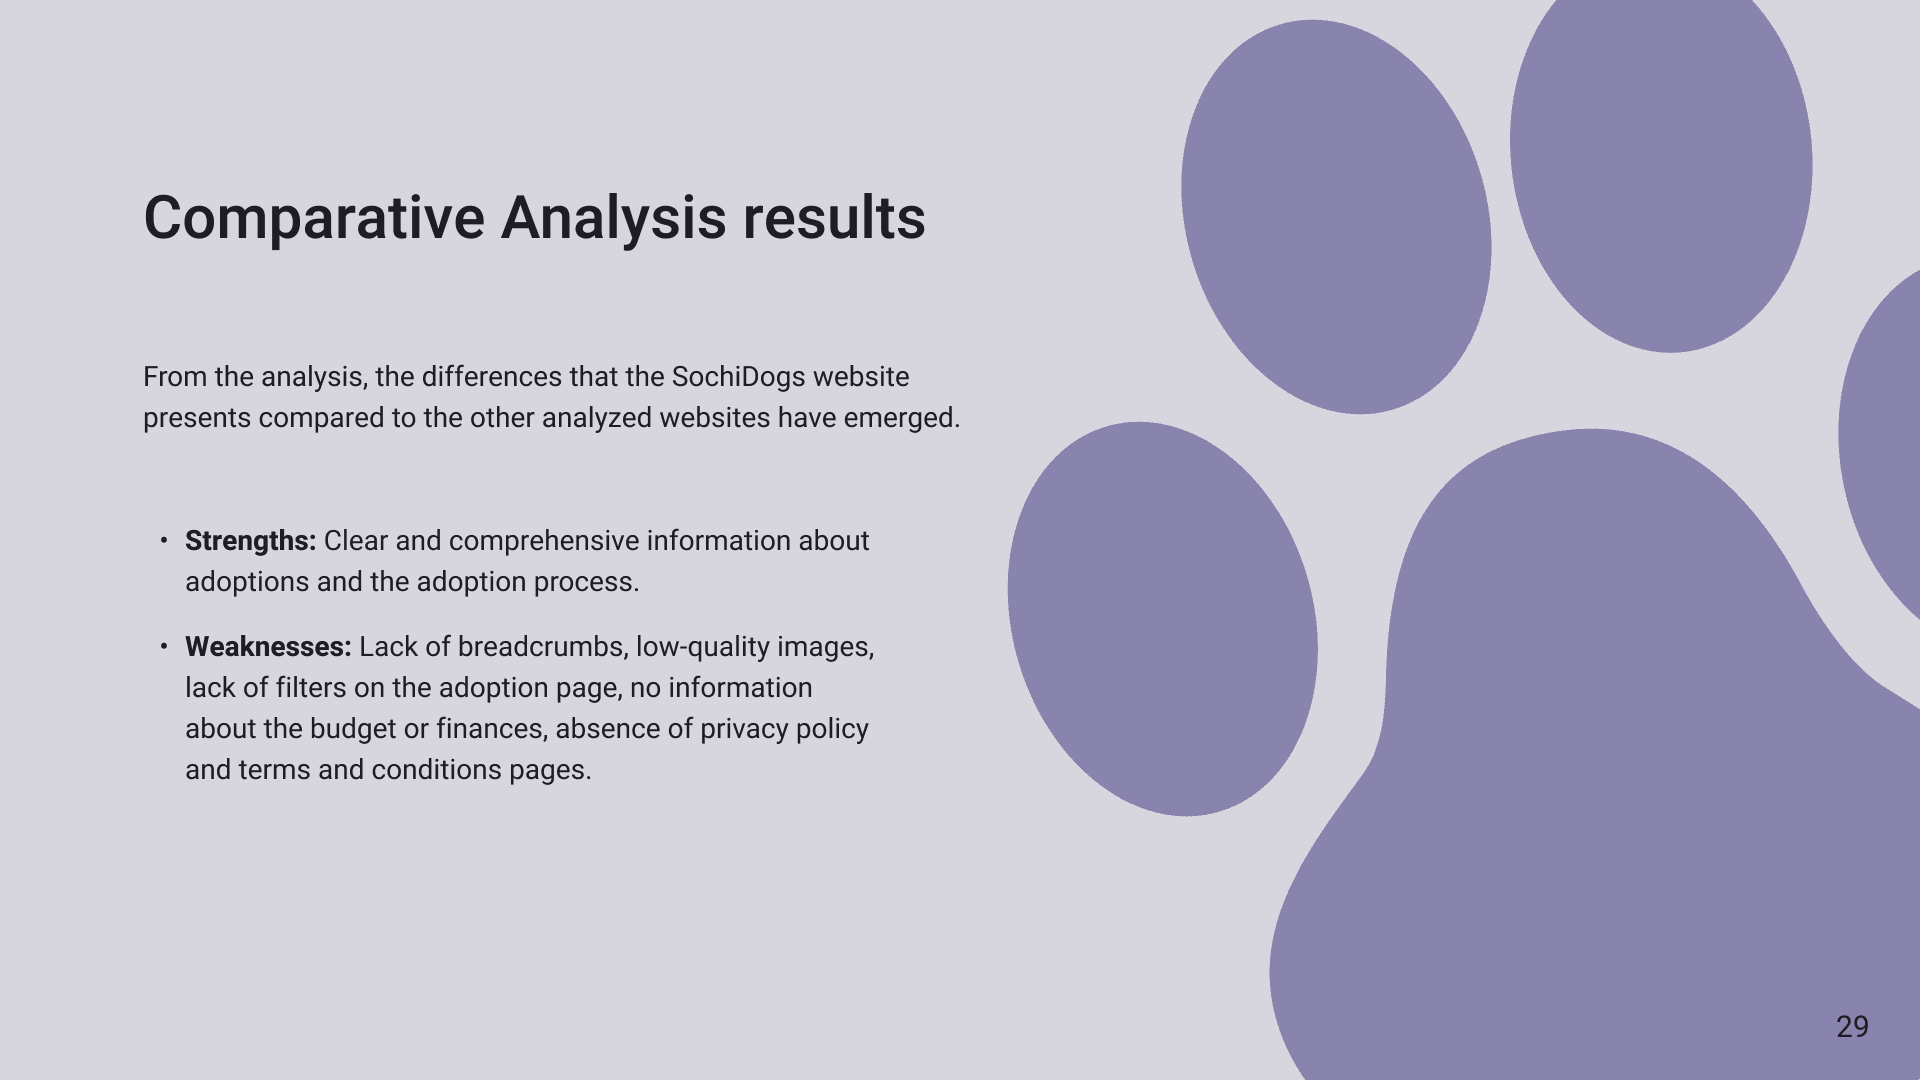 Comparative Analysis results
From the analysis, the differences that the SochiDogs website
presents compared to the other analyzed websites have emerged.
• Strengths: Clear and comprehensive information about
adoptions and the adoption process.
• Weaknesses: Lack of breadcrumbs, low-quality images,
lack of filters on the adoption page, no information
about the budget or finances, absence of privacy policy
and terms and conditions pages.
29